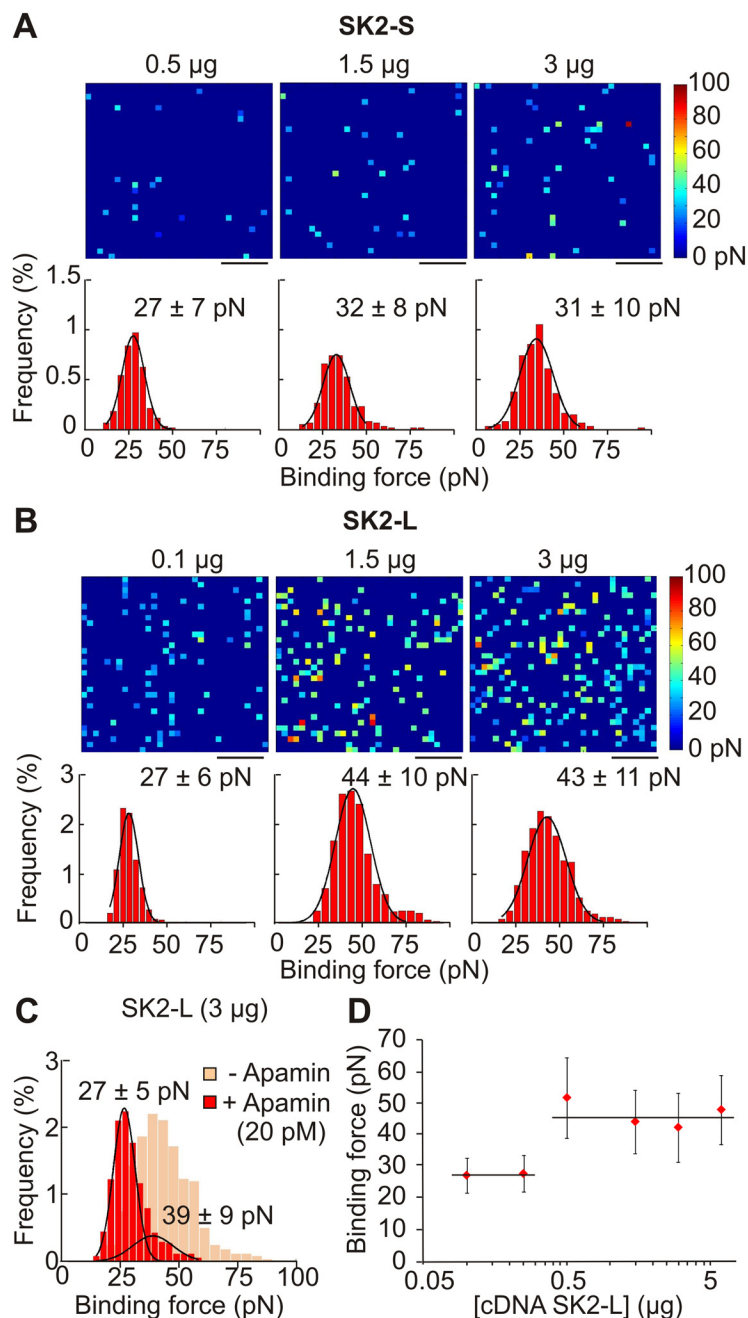 A
SK2-S
0.5 µg 1.5 µg 3 µg
100
80
60
40
20
0 pN
Frequency (%)
1.5
1
0.5
0
27 ± 7 pN 32 ± 8 pN 31 ± 10 pN
0 25 50 75 0 25 50 75 0 25 50 75
Binding force (pN)
B
SK2-L
0.1 µg 1.5 µg 3 µg
100
80
60
40
20
0 pN
Frequency (%)
3
2
1
0
27 ± 6 pN 44 ± 10 pN 43 ± 11 pN
0 25 50 75 0 25 50 75 0 25 50 75
Binding force (pN)
C
SK2-L (3 µg)
Frequency (%)
3
2
1
0
27 ± 5 pN
- Apamin
+ Apamin
(20 pM)
39 ± 9 pN
0 25 50 75 100
Binding force (pN)
D
Binding force (pN)
70
60
50
40
30
20
10
0
0.05 0.5 5
[cDNA SK2-L] (µg)